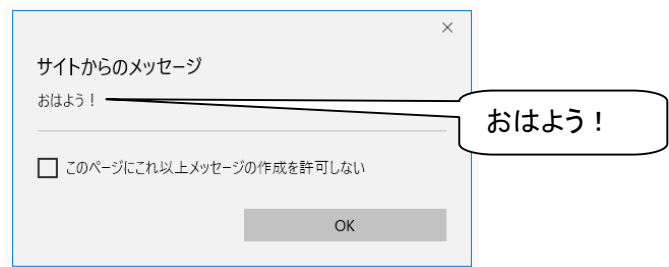 サイトからのメッセージ
おはよう！
おはよう！
このページにこれ以上メッセージの作成を許可しない
OK